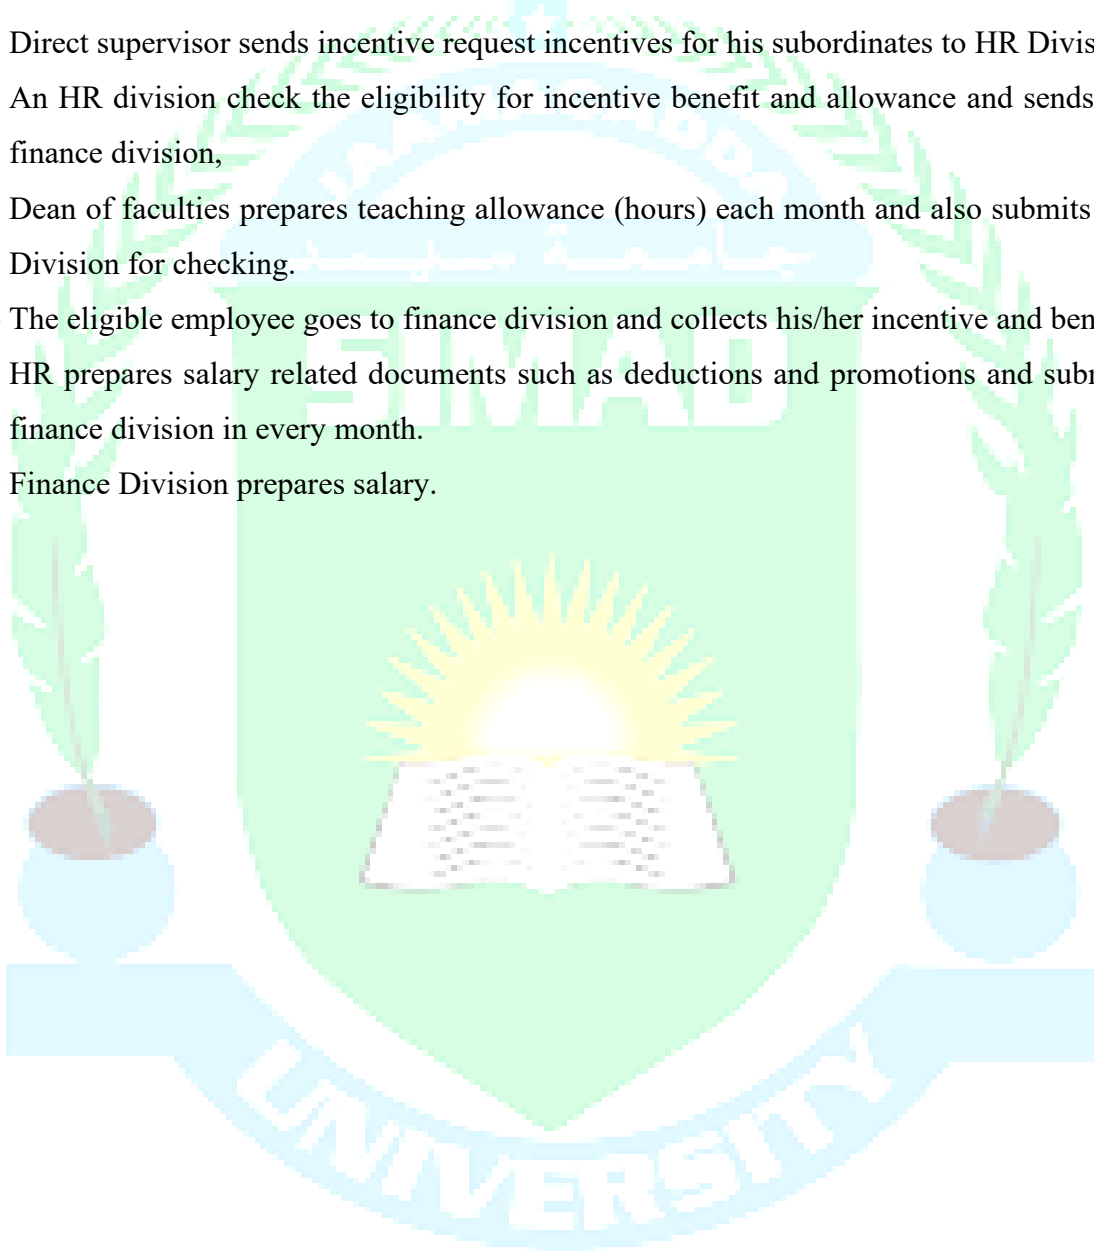 Direct supervisor sends incentive request incentives for his subordinates to HR Divis
An HR division check the eligibility for incentive benefit and allowance and sends
finance division,
Dean of faculties prepares teaching allowance (hours) each month and also submits
Division for checking.
The eligible employee goes to finance division and collects his/her incentive and ben
HR prepares salary related documents such as deductions and promotions and subr
finance division in every month.
Finance Division prepares salary.
SIMAD
UNIVERSITY